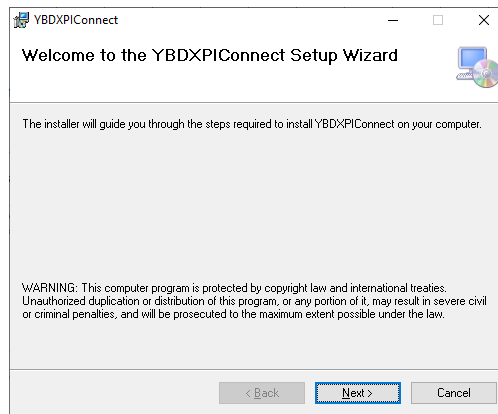 YBDXPIConnect
Welcome to the YBDXPIConnect Setup Wizard
The installer will guide you through the steps required to install YBDXPIConnect on your computer.
WARNING: This computer program is protected by copyright law and international treaties.
Unauthorized duplication or distribution of this program, or any portion of it, may result in severe civil
or criminal penalties, and will be prosecuted to the maximum extent possible under the law.
< Back
Next >
Cancel